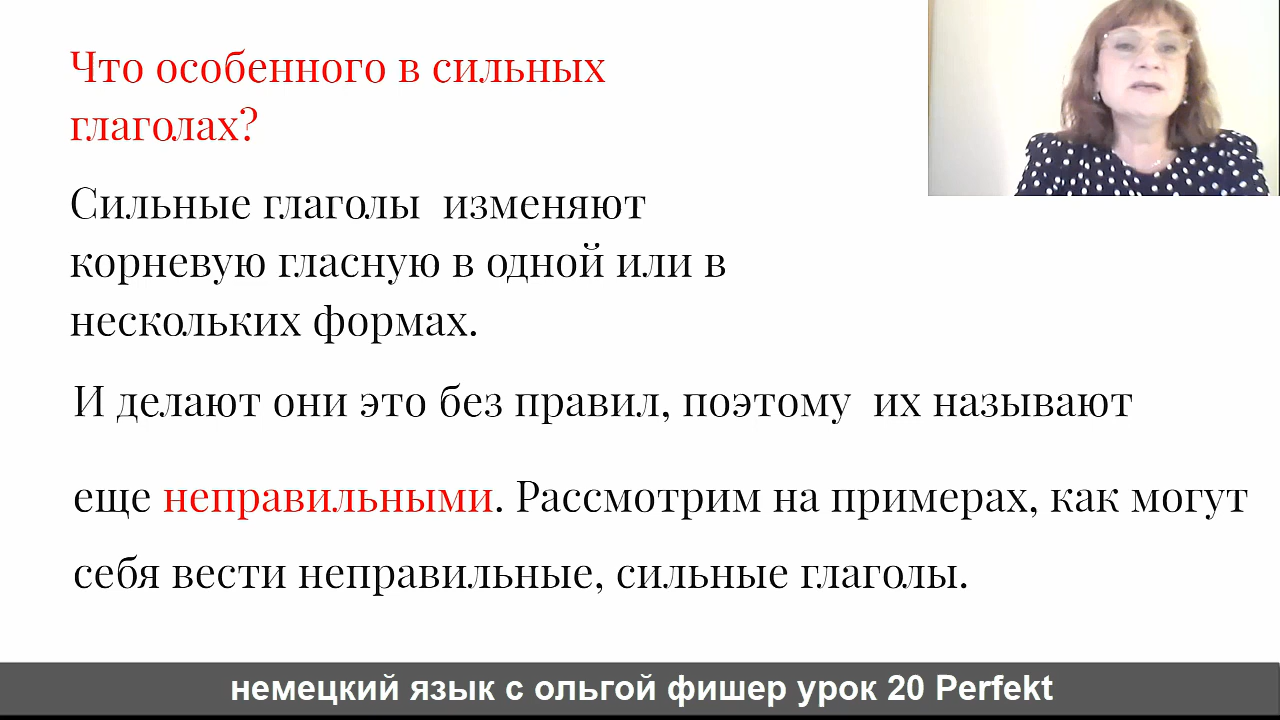 Что особенного в сильных
глаголах?
Сильные глаголы  изменяют
корневую гласную в одной или в
нескольких формах.
И делают они это без правил, поэтому  их называют
еще неправильными. Рассмотрим на примерах, как могут
себя вести неправильные, сильные глаголы.
немецкий язык с ольгой фишер урок 20 Perfekt